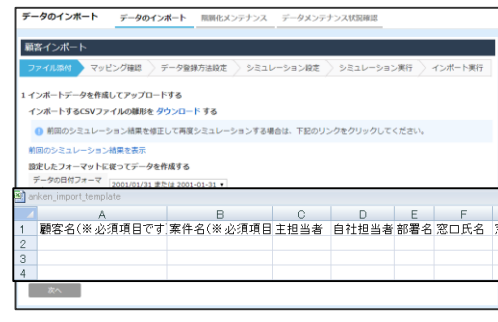 データのインポート データのインポート 階層化メンテナンス データメンテナンス状況確認
顧客インポート
ファイル添付 マッピング確認 データ登録方法設定 シミュレーション設定 シミュレーション実行 インポート実行
1 インポートデータを作成してアップロードする
インポートするCSVファイルの雛形を ダウンロード する
前回のシミュレーション結果を修正して再度シミュレーションする場合は、下記のリンクをクリックしてください。
前回のシミュレーション結果を表示
設定したフォーマットに従ってデータを作成する
データの日付フォーマ 2001/01/31 または 2001-01-31
anken_import_template
A B C D E F
1 顧客名(※必須項目です 案件名(※必須項目 主担当者 自社担当者 部署名 窓口氏名
2
3
4
次へ